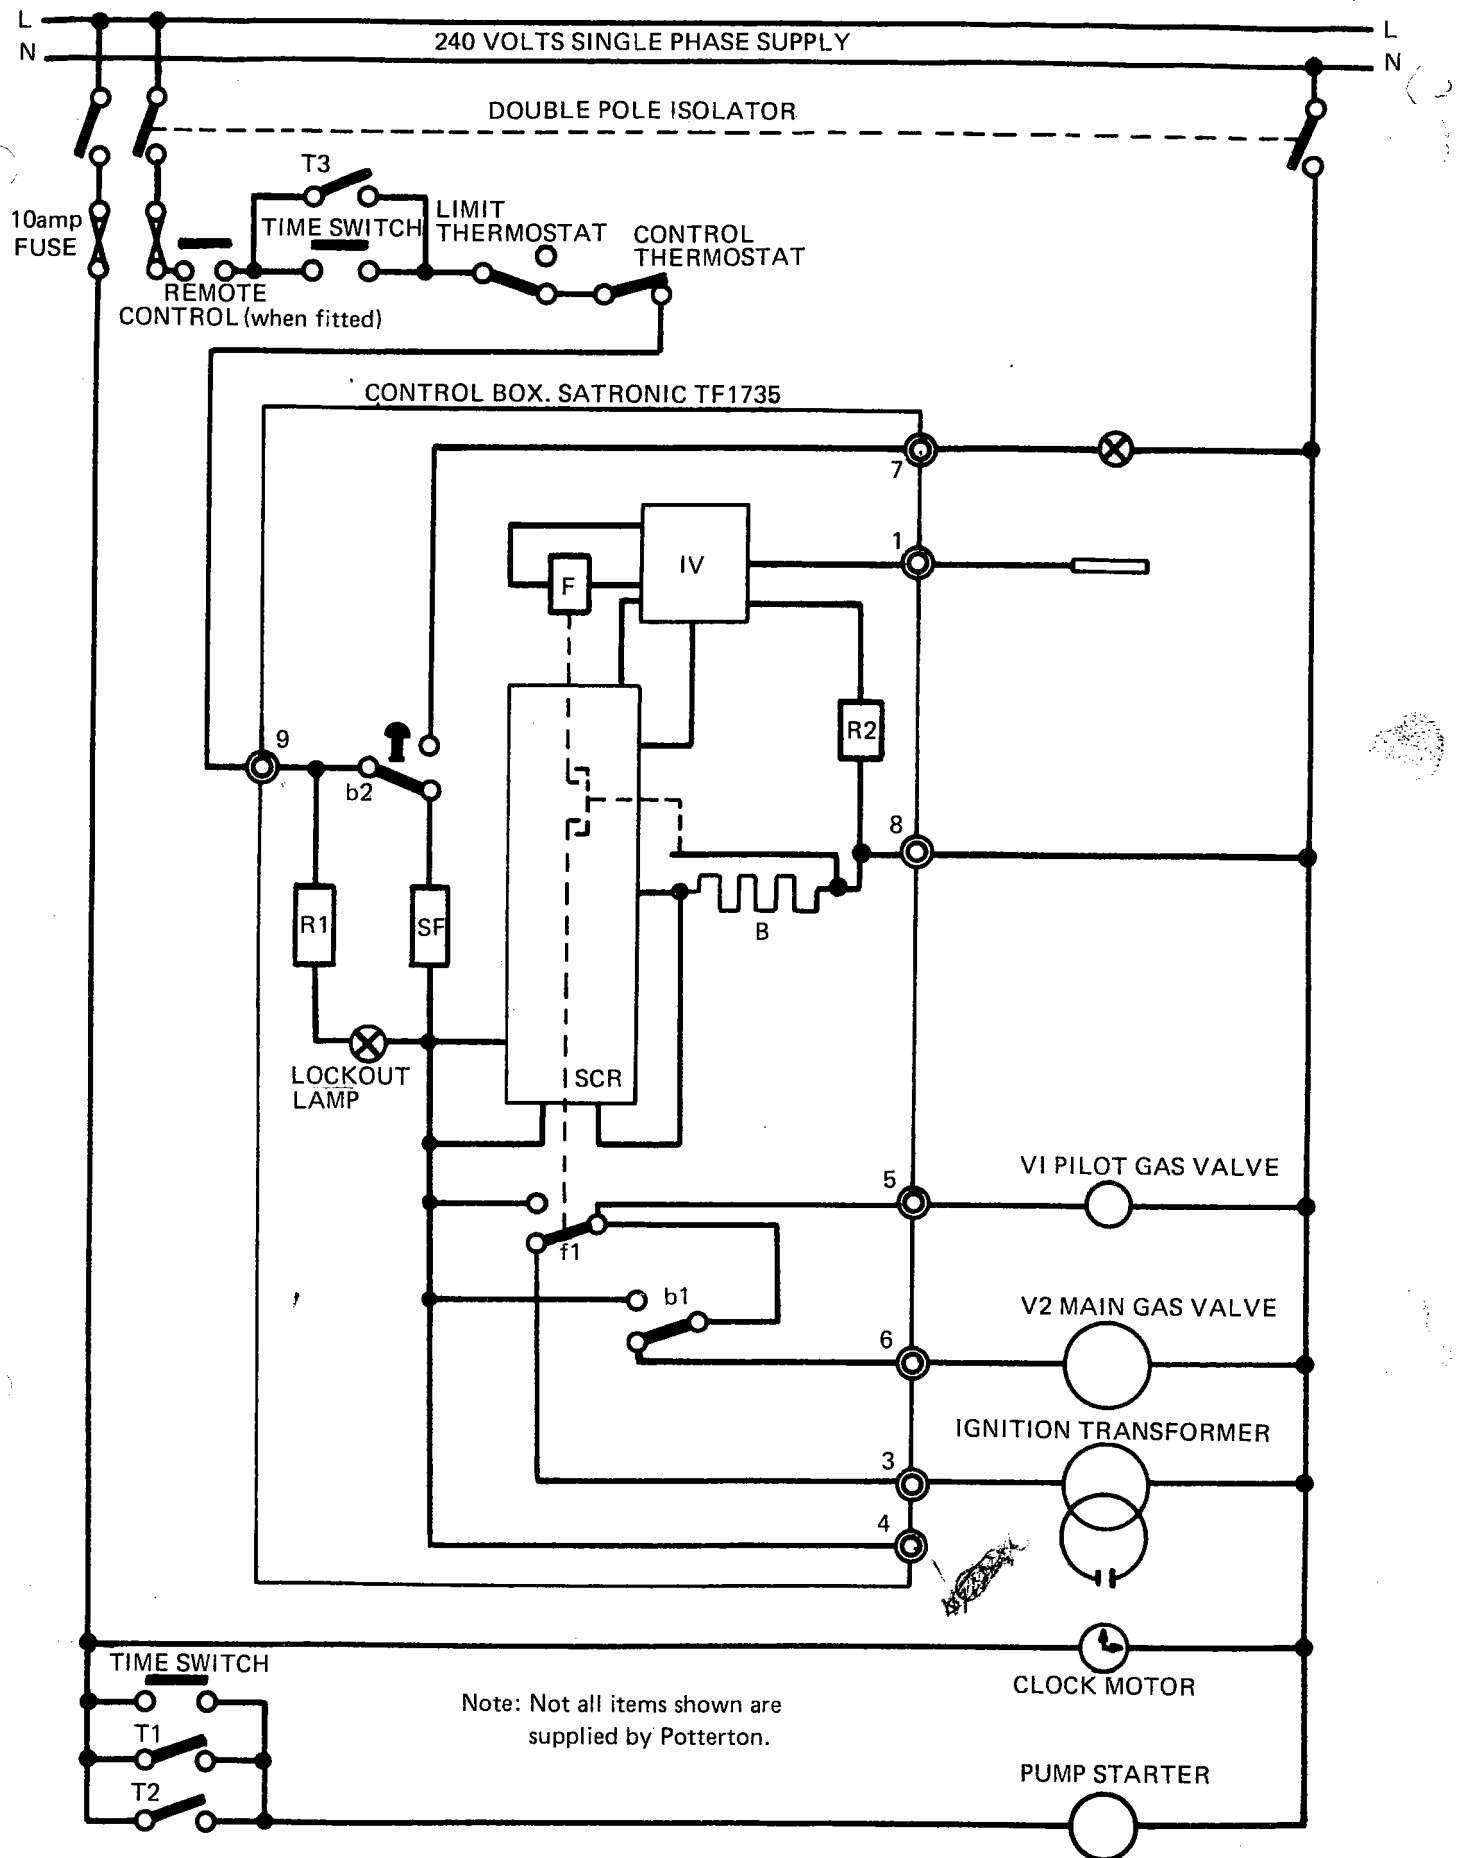 L
L
240 VOLTS SINGLE PHASE SUPPLY
N
N
DOUBLE POLE ISOLATOR
T3
10amp
FUSE
TIME SWITCH
LIMIT
THERMOSTAT
CONTROL
THERMOSTAT
REMOTE
CONTROL (when fitted)
CONTROL BOX. SATRONIC TF1735
7
1
IV
F
R2
9
b2
8
R1
SF
B
LOCKOUT
LAMP
SCR
5
V1 PILOT GAS VALVE
f1
b1
V2 MAIN GAS VALVE
6
IGNITION TRANSFORMER
3
4
TIME SWITCH
CLOCK MOTOR
Note: Not all items shown are
supplied by Potterton.
T1
T2
PUMP STARTER